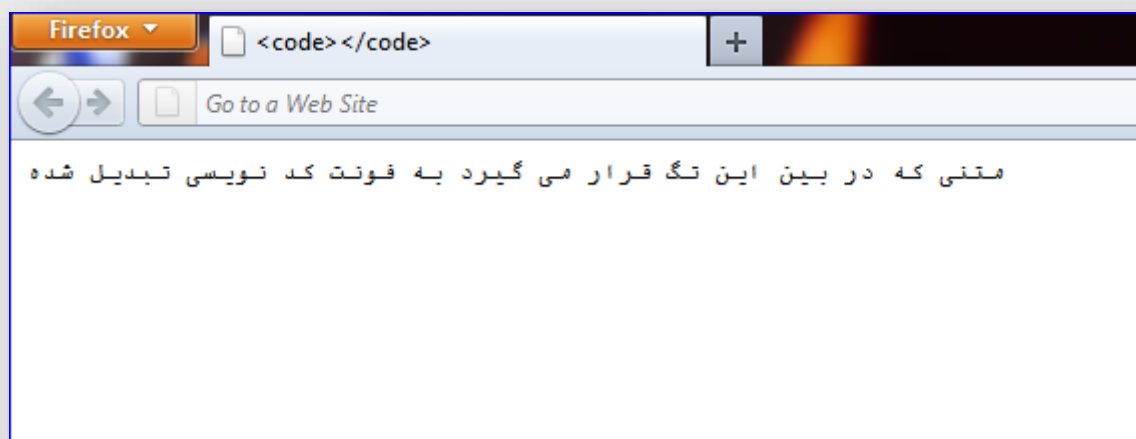 Firefox
<code></code>
Go to a Web Site
متنی که در بین این تگ قرار می گیرد به فونت کد نویسی تبدیل شده